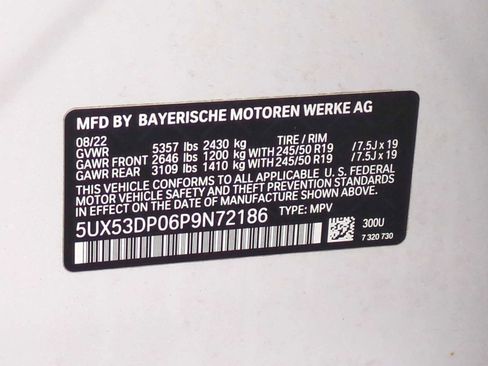 MFD BY BAYERISCHE MOTOREN WERKE AG
08/22 5357 lbs 2430 kg TIRE / RIM
GVWR
GAWR FRONT 2646 lbs 1200 kg WITH 245/50 R19 / 7.5J x 19
GAWR REAR 3109 lbs 1410 kg WITH 245/50 R19 / 7.5J x 19
THIS VEHICLE CONFORMS TO ALL APPLICABLE U. S. FEDERAL
MOTOR VEHICLE SAFETY AND THEFT PREVENTION STANDARDS
IN EFFECT ON THE DATE OF MANUFACTURE SHOWN ABOVE.
5UX53DP06P9N72186 TYPE: MPV
300U
7 320 730